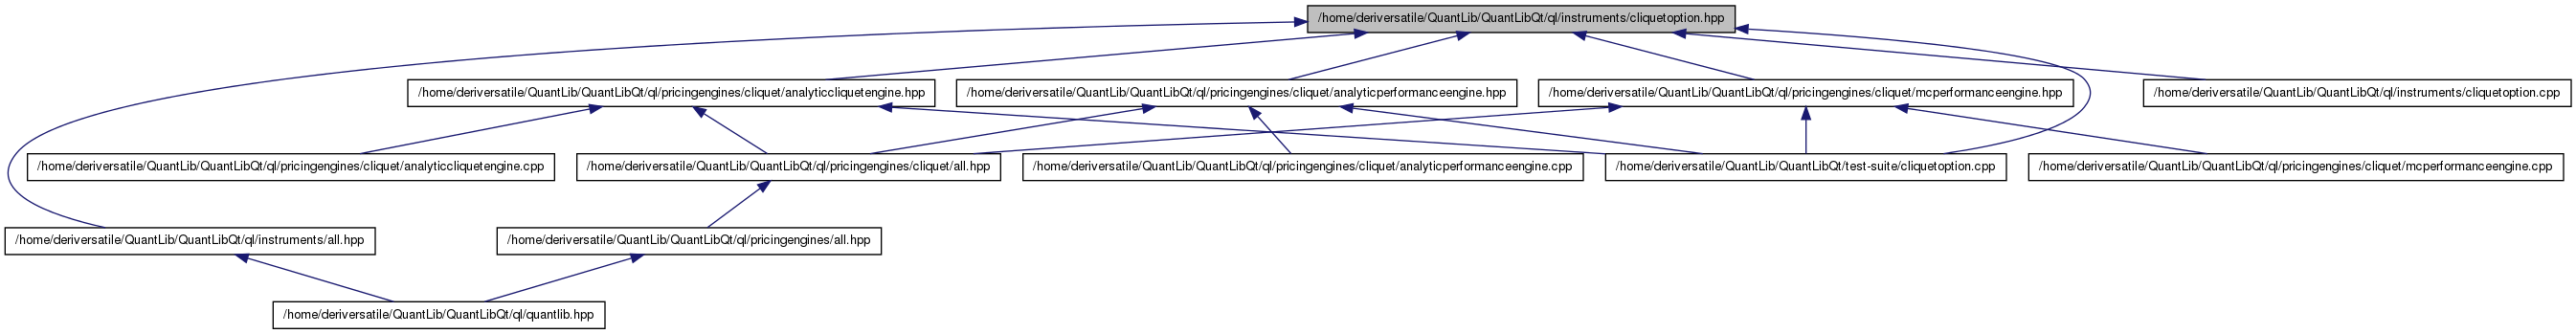 /home/deriversatile/QuantLib/QuantLibQt/ql/instruments/cliquetoption.hpp
/home/deriversatile/QuantLib/QuantLibQt/ql/pricingengines/cliquet/analyticcliquetengine.hpp
/home/deriversatile/QuantLib/QuantLibQt/ql/pricingengines/cliquet/analyticperformanceengine.hpp
/home/deriversatile/QuantLib/QuantLibQt/ql/pricingengines/cliquet/mcperformanceengine.hpp
/home/deriversatile/QuantLib/QuantLibQt/ql/instruments/cliquetoption.cpp
/home/deriversatile/QuantLib/QuantLibQt/ql/pricingengines/cliquet/analyticcliquetengine.cpp
/home/deriversatile/QuantLib/QuantLibQt/ql/pricingengines/cliquet/all.hpp
/home/deriversatile/QuantLib/QuantLibQt/ql/pricingengines/cliquet/analyticperformanceengine.cpp
/home/deriversatile/QuantLib/QuantLibQt/test-suite/cliquetoption.cpp
/home/deriversatile/QuantLib/QuantLibQt/ql/pricingengines/cliquet/mcperformanceengine.cpp
/home/deriversatile/QuantLib/QuantLibQt/ql/instruments/all.hpp
/home/deriversatile/QuantLib/QuantLibQt/ql/pricingengines/all.hpp
/home/deriversatile/QuantLib/QuantLibQt/ql/quantlib.hpp